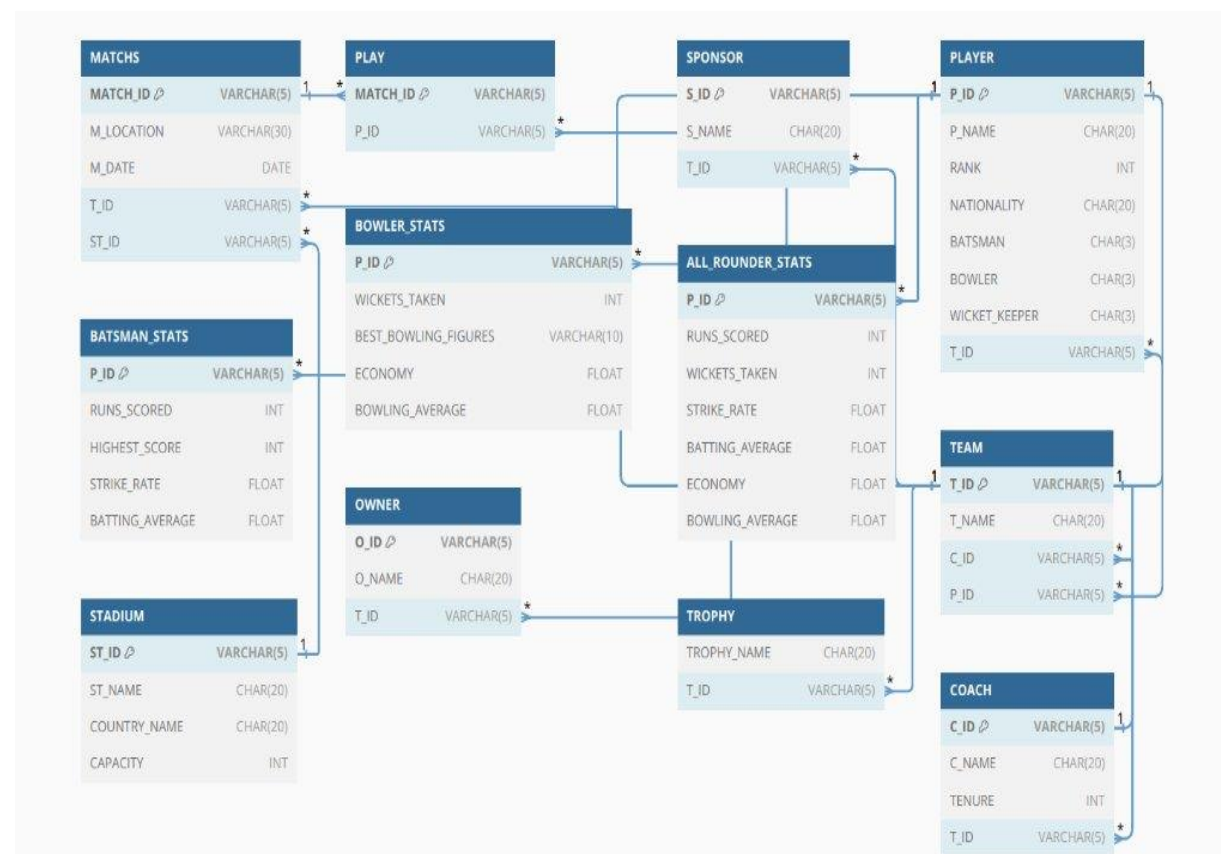 MATCHS
MATCH_ID VARCHAR(5)
M_LOCATION VARCHAR(30)
M_DATE DATE
T_ID VARCHAR(5)
ST_ID VARCHAR(5)
1
*
*
*
PLAY
MATCH_ID VARCHAR(5)
P_ID VARCHAR(5)
*
SPONSOR
S_ID VARCHAR(5)
S_NAME CHAR(20)
T_ID VARCHAR(5)
*
PLAYER
1 P_ID VARCHAR(5) 1
P_NAME CHAR(20)
RANK INT
NATIONALITY CHAR(20)
BATSMAN CHAR(3)
BOWLER CHAR(3)
WICKET_KEEPER CHAR(3)
T_ID VARCHAR(5)
*
BOWLER_STATS
P_ID VARCHAR(5)
*
WICKETS_TAKEN INT
BEST_BOWLING_FIGURES VARCHAR(10)
ECONOMY FLOAT
BOWLING_AVERAGE FLOAT
ALL_ROUNDER_STATS
P_ID VARCHAR(5)
*
RUNS_SCORED INT
WICKETS_TAKEN INT
STRIKE_RATE FLOAT
BATTING_AVERAGE FLOAT
ECONOMY FLOAT
BOWLING_AVERAGE FLOAT
BATSMAN_STATS
P_ID VARCHAR(5)
*
RUNS_SCORED INT
HIGHEST_SCORE INT
STRIKE_RATE FLOAT
BATTING_AVERAGE FLOAT
TEAM
1 T_ID VARCHAR(5) 1
T_NAME CHAR(20)
C_ID VARCHAR(5)
*
P_ID VARCHAR(5)
*
OWNER
O_ID VARCHAR(5)
O_NAME CHAR(20)
T_ID VARCHAR(5)
*
STADIUM
ST_ID VARCHAR(5) 1
ST_NAME CHAR(20)
COUNTRY_NAME CHAR(20)
CAPACITY INT
TROPHY
TROPHY_NAME CHAR(20)
T_ID VARCHAR(5)
*
COACH
C_ID VARCHAR(5) 1
C_NAME CHAR(20)
TENURE INT
T_ID VARCHAR(5)
*